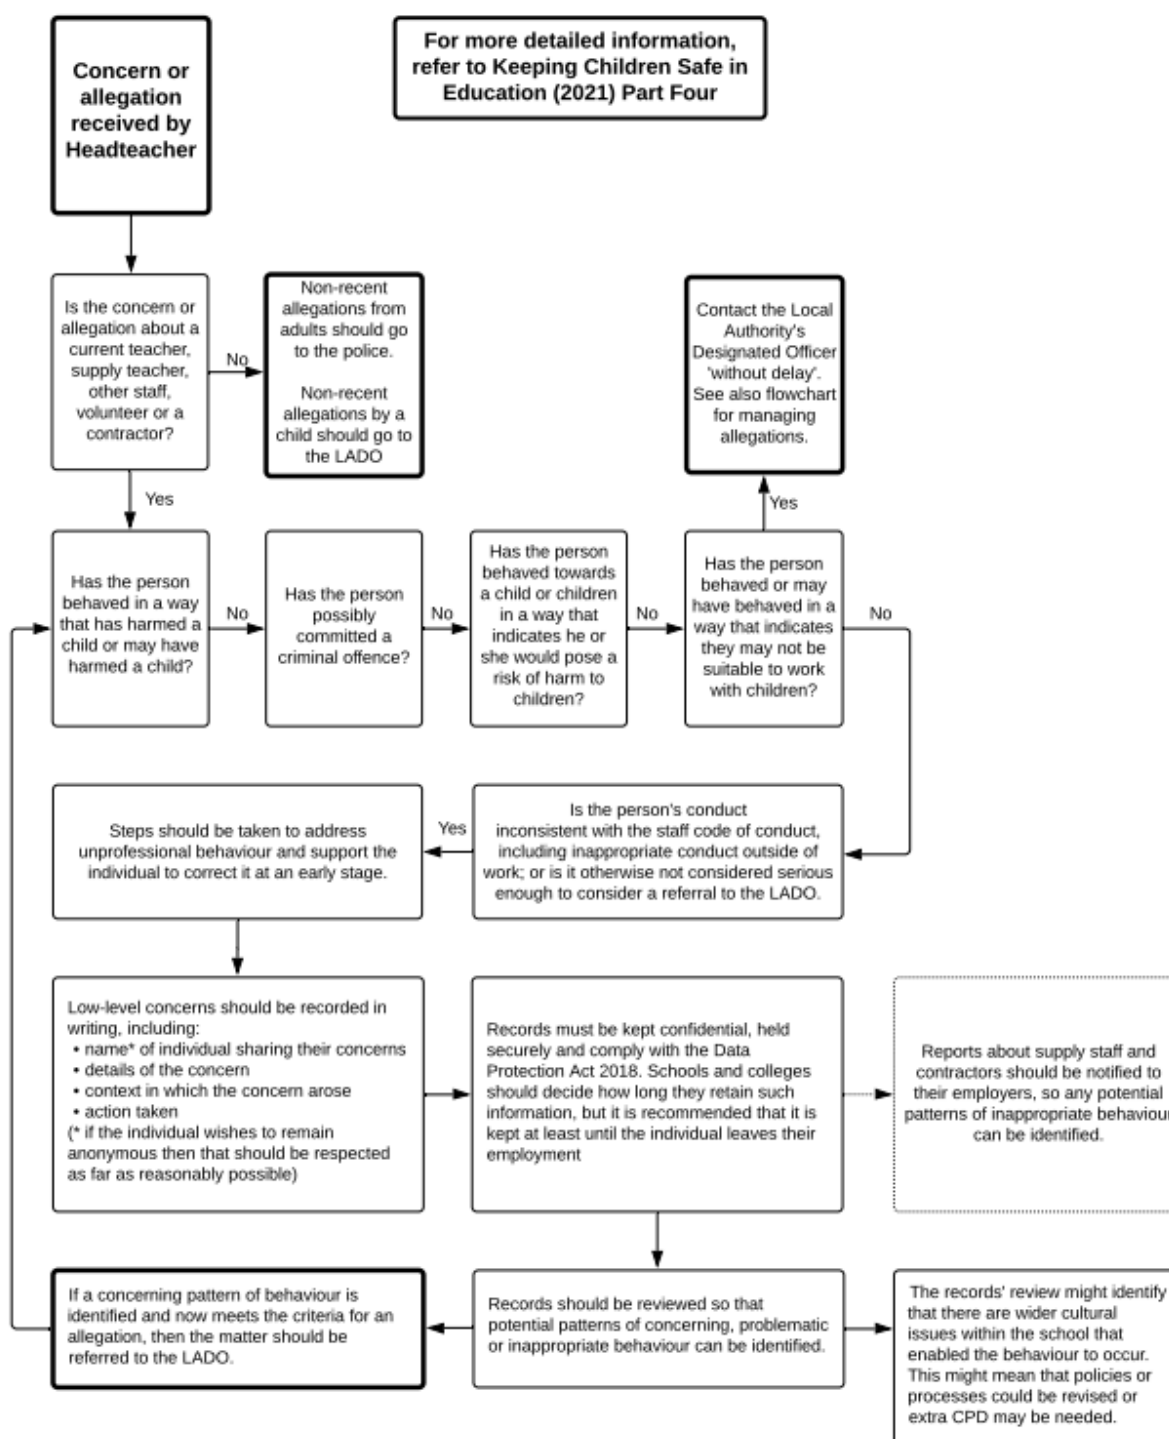 Concern or
allegation
received by
Headteacher
For more detailed information,
refer to Keeping Children Safe in
Education (2021) Part Four
Is the concern or
allegation about a
current teacher,
supply teacher,
other staff,
volunteer or a
contractor?
No
Non-recent
allegations from
adults should go
to the police.
Non-recent
allegations by a
child should go to
the LADO
Contact the Local
Authority's
Designated Officer
'without delay'.
See also flowchart
for managing
allegations.
Yes
Yes
Has the person
behaved in a way
that has harmed a
child or may have
harmed a child?
No
Has the person
possibly
committed a
criminal offence?
No
Has the person
behaved towards
a child or children
in a way that
indicates he or
she would pose a
risk of harm to
children?
No
Has the person
behaved or may
have behaved in a
way that indicates
they may not be
suitable to work
with children?
No
Steps should be taken to address
unprofessional behaviour and support the
individual to correct it at an early stage.
Yes
Is the person's conduct
inconsistent with the staff code of conduct,
including inappropriate conduct outside of
work; or is it otherwise not considered serious
enough to consider a referral to the LADO.
Low-level concerns should be recorded in
writing, including:
• name* of individual sharing their concerns
• details of the concern
• context in which the concern arose
• action taken
(* if the individual wishes to remain
anonymous then that should be respected
as far as reasonably possible)
Records must be kept confidential, held
securely and comply with the Data
Protection Act 2018. Schools and colleges
should decide how long they retain such
information, but it is recommended that it is
kept at least until the individual leaves their
employment
Reports about supply staff and
contractors should be notified to
their employers, so any potential
patterns of inappropriate behaviour
can be identified.
If a concerning pattern of behaviour is
identified and now meets the criteria for an
allegation, then the matter should be
referred to the LADO.
Records should be reviewed so that
potential patterns of concerning, problematic
or inappropriate behaviour can be identified.
The records' review might identify
that there are wider cultural
issues within the school that
enabled the behaviour to occur.
This might mean that policies or
processes could be revised or
extra CPD may be needed.